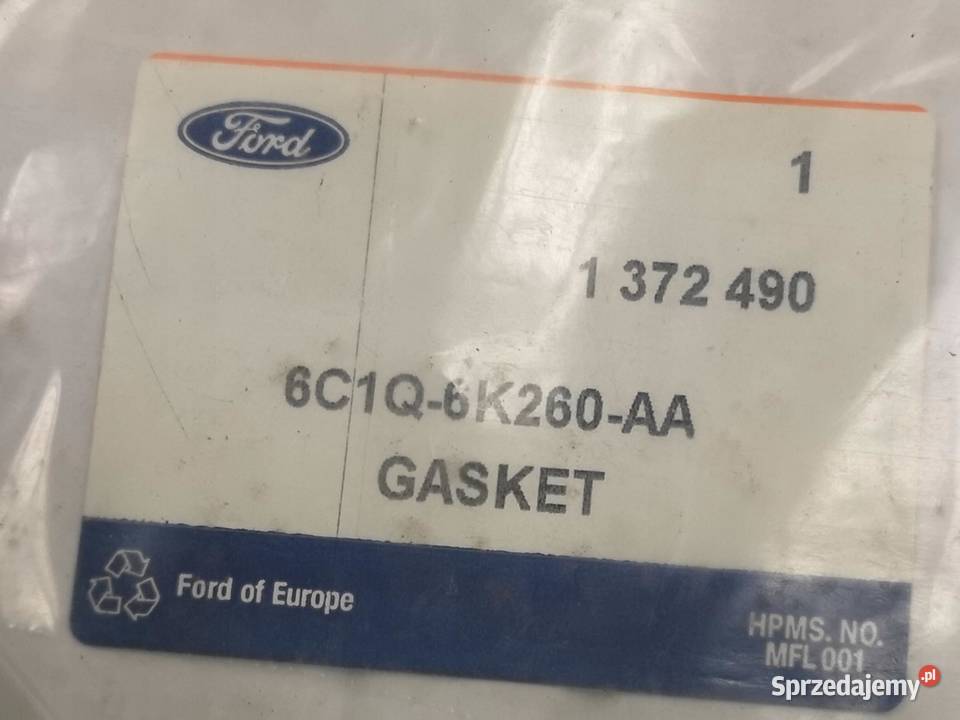 Ford
1
1 372 490
6C1Q-6K260-AA
GASKET
Ford of Europe
HPMS. NO.
MFL 001
Sprzedajemy.pl